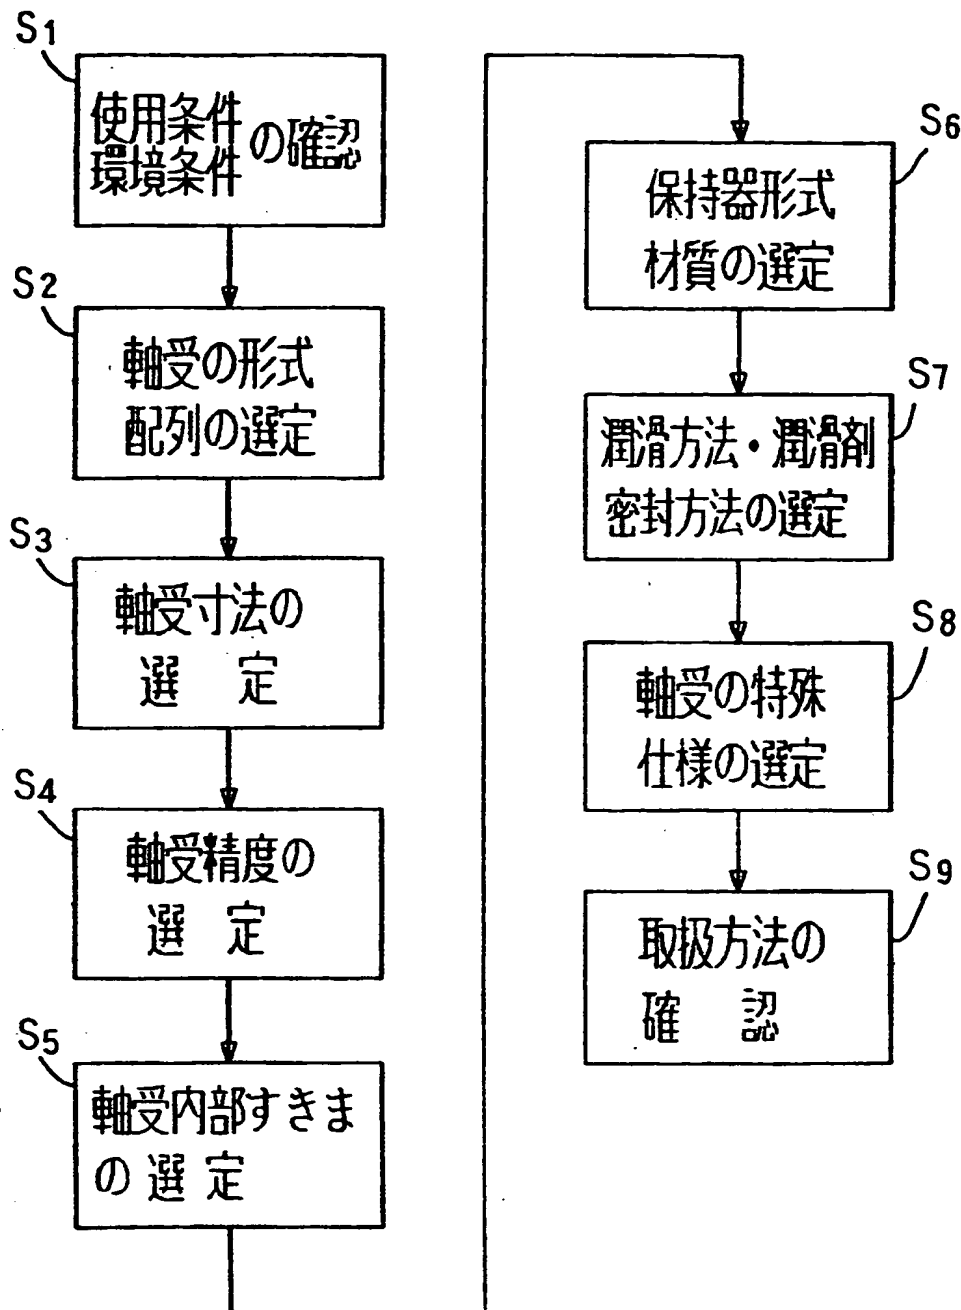 S1
使用条件
環境条件
の確認
S2
軸受の形式
配列の選定
S3
軸受寸法の
選 定
S4
軸受精度の
選 定
S5
軸受内部すきま
の 選 定
S6
保持器形式
材質の選定
S7
潤滑方法・潤滑剤
密封方法の選定
S8
軸受の特殊
仕様の選定
S9
取扱方法の
確 認